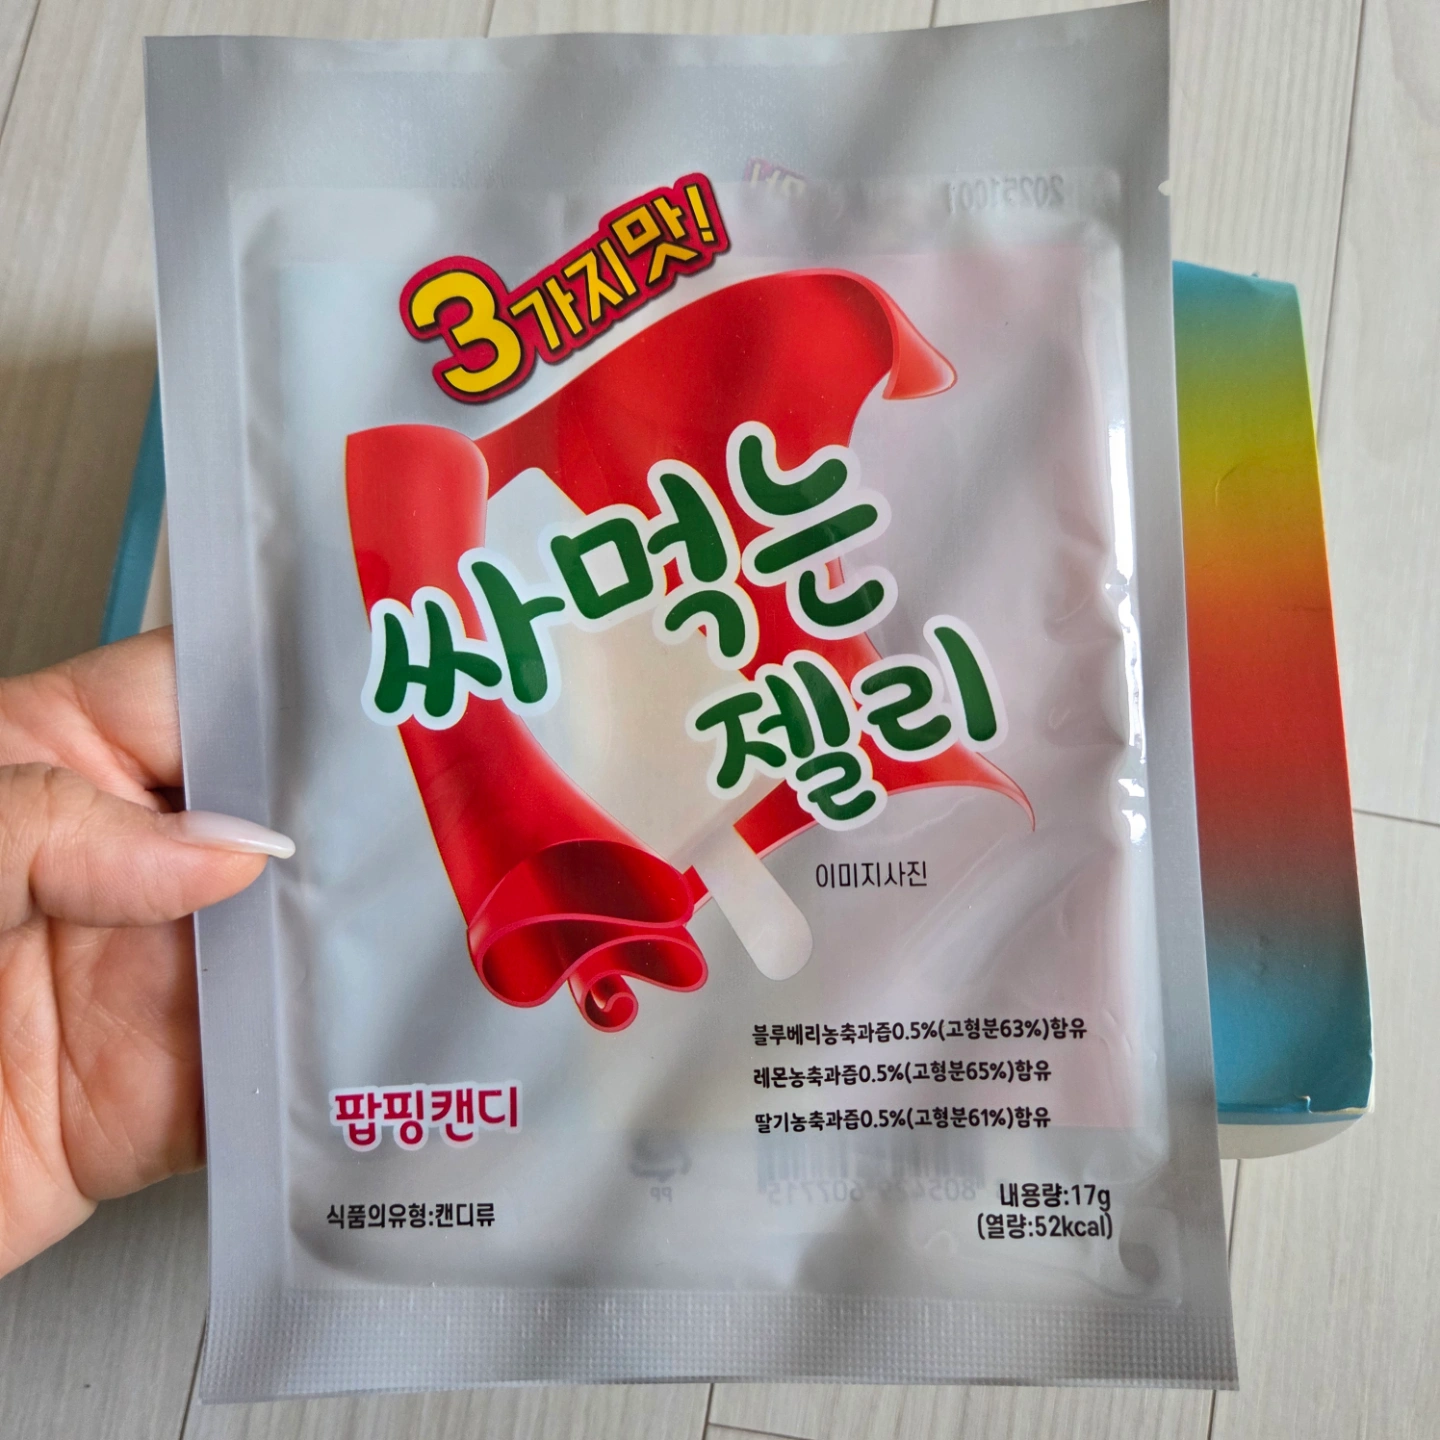 3가지맛!
싸먹는
젤리
이미지사진
블루베리농축과즙0.5%(고형분63%)함유
레몬농축과즙0.5%(고형분65%)함유
딸기농축과즙0.5%(고형분61%)함유
팝핑캔디
식품의유형:캔디류
내용량:17g
(열량:52kcal)
20251001
PP